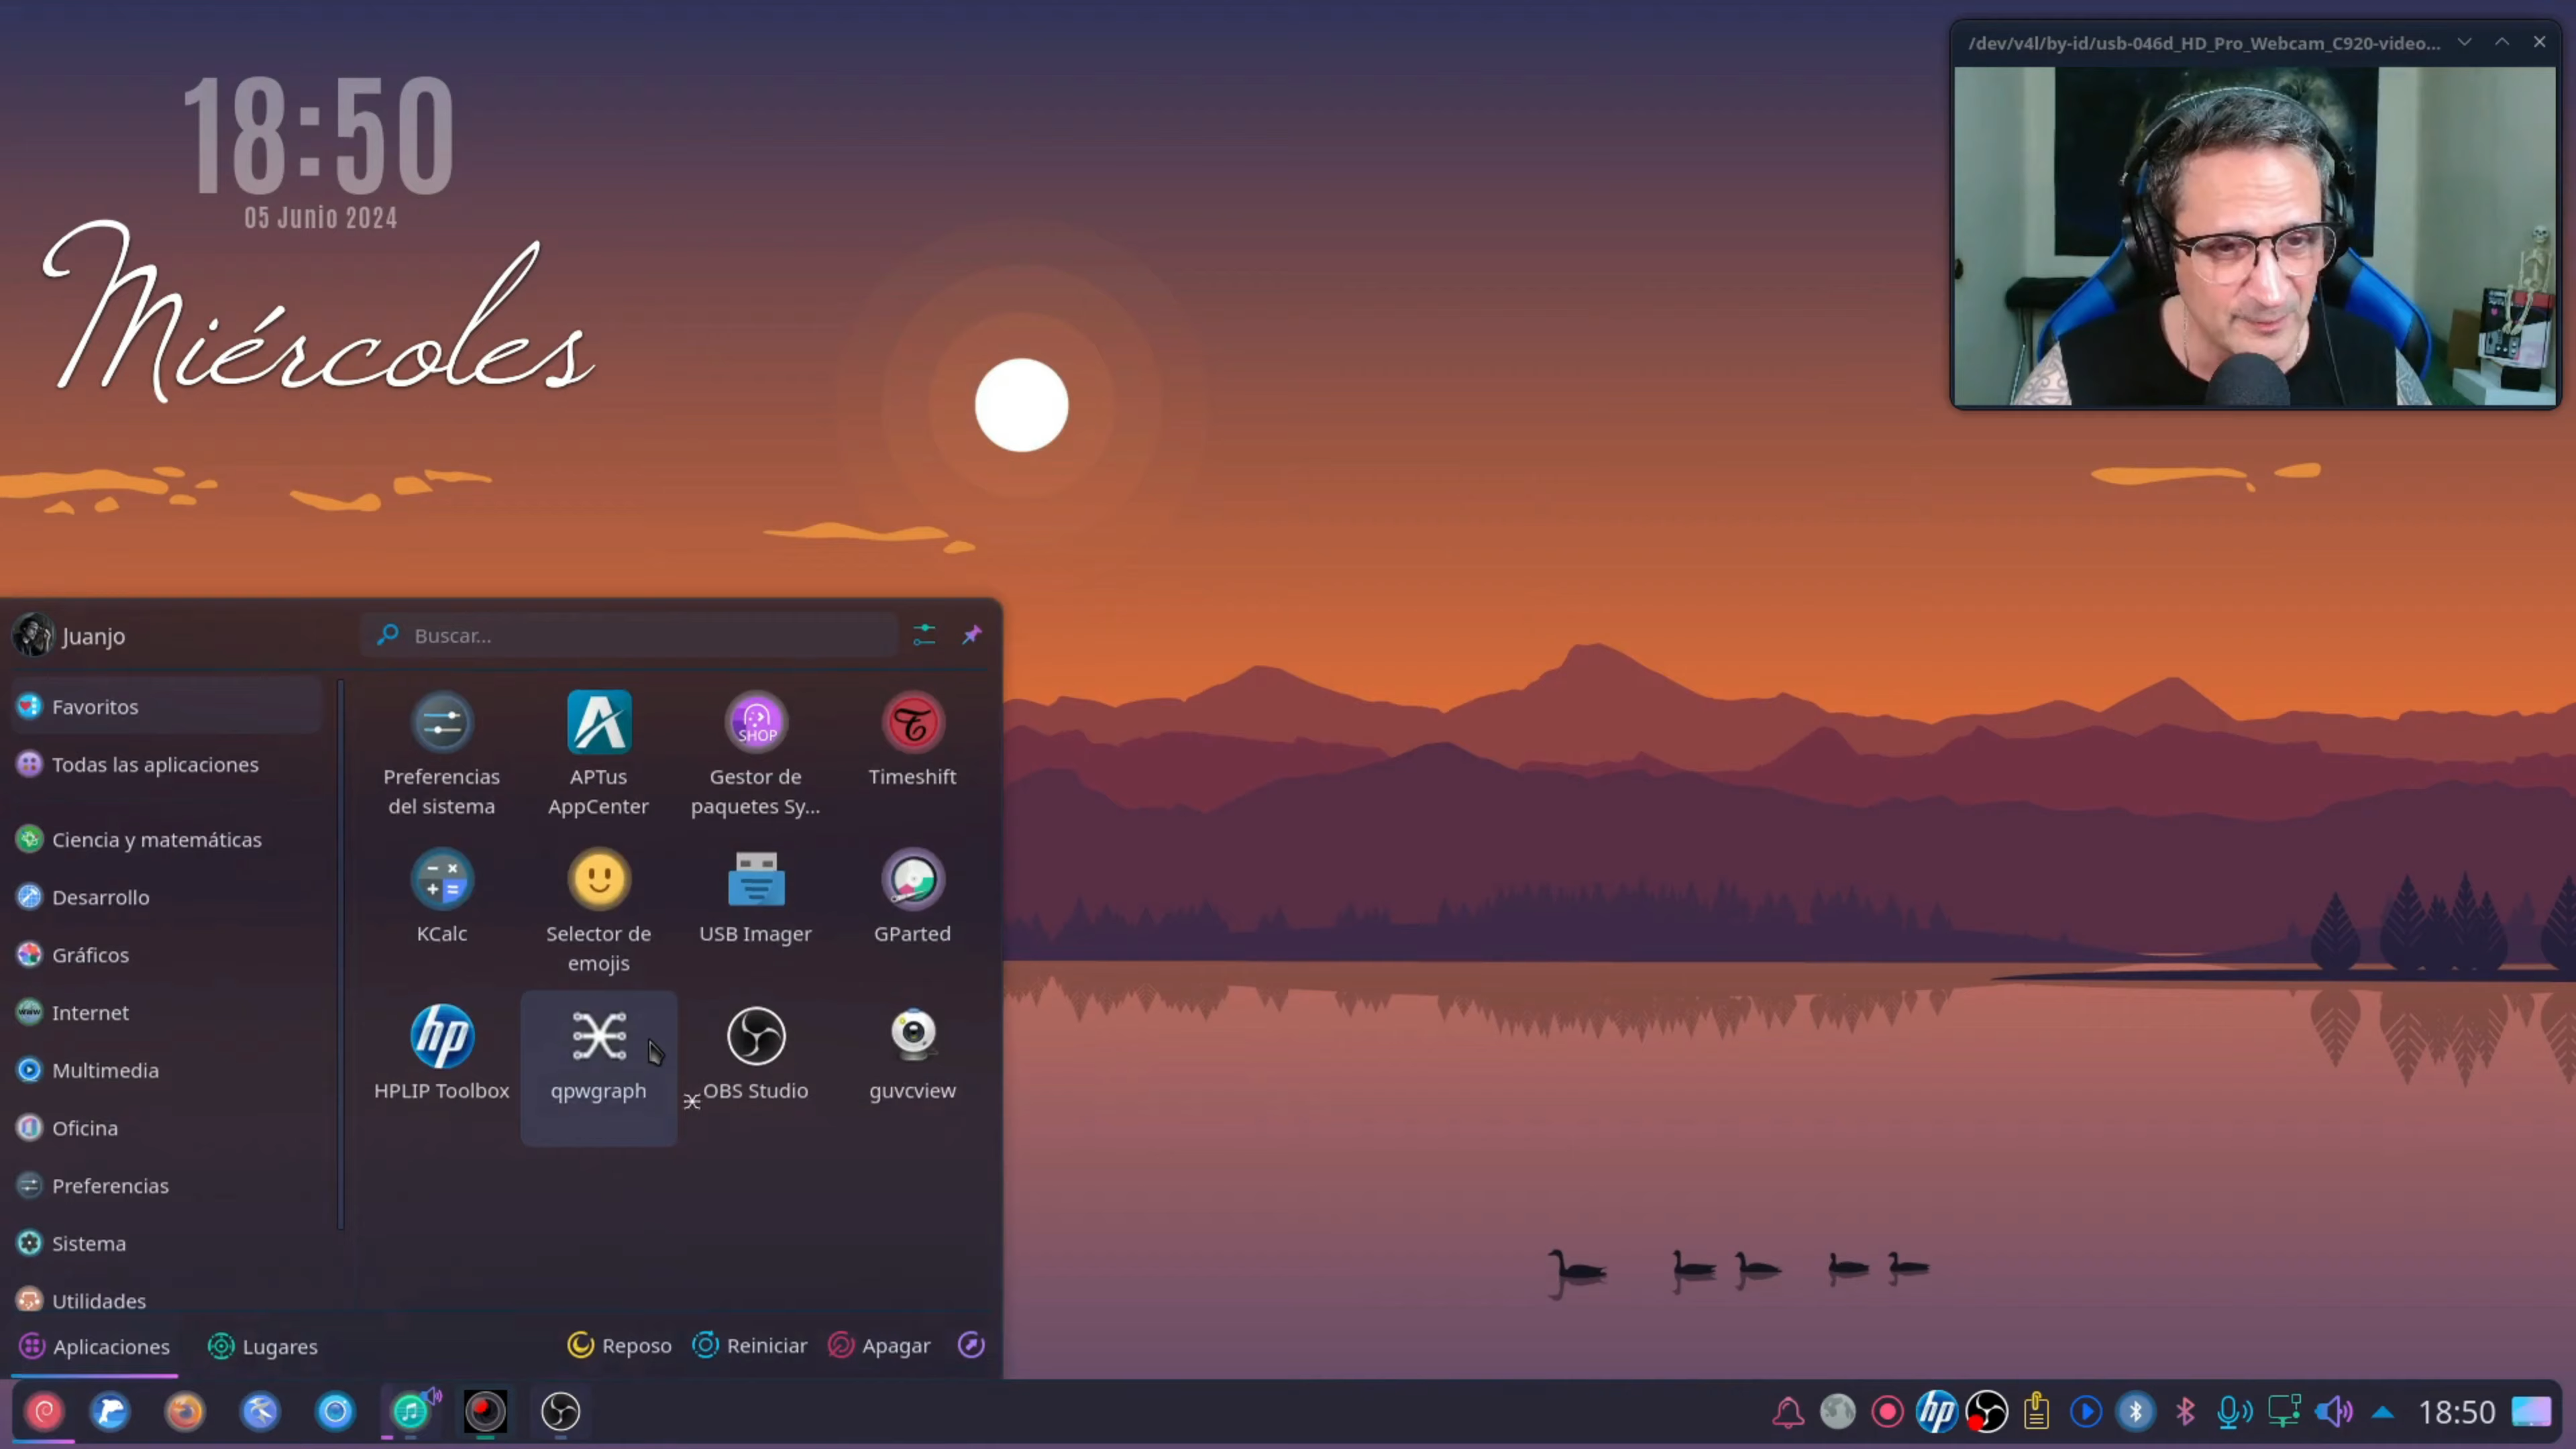 /dev/v4l/by-id/usb-046d_HD_Pro_Webcam_C920-video...
18:50
05 Junio 2024
Miércoles
Juanjo
Buscar...
Favoritos
Todas las aplicaciones
Ciencia y matemáticas
Desarrollo
Gráficos
Internet
Multimedia
Oficina
Preferencias
Sistema
Utilidades
SHOP
Preferencias
del sistema
APTus
AppCenter
Gestor de
paquetes Sy...
Timeshift
KCalc
Selector de
emojis
USB Imager
GParted
hp
HPLIP Toolbox
qpwgraph
OBS Studio
guvcview
Aplicaciones
Lugares
Reposo
Reiniciar
Apagar
hp
18:50